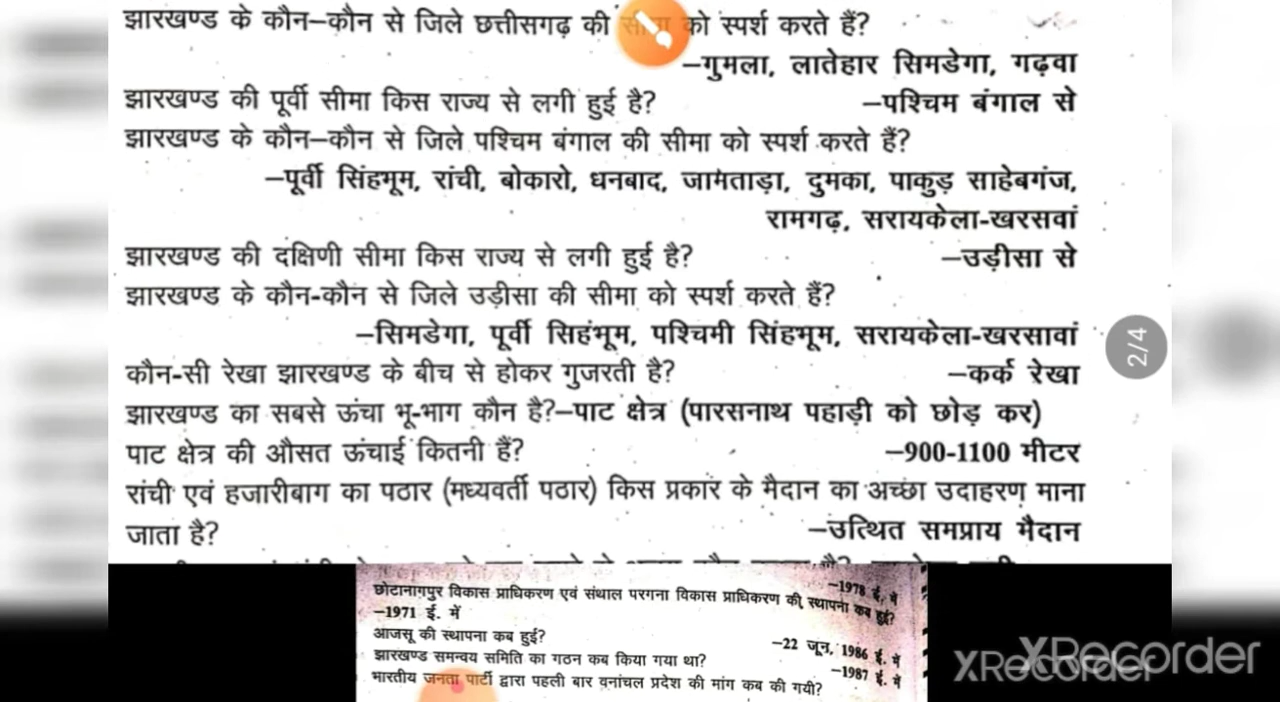 झारखण्ड के कौन–कौन से जिले छत्तीसगढ़ की को स्पर्श करते हैं?
–गुमला, लातेहार सिमडेगा, गढ़वा
झारखण्ड की पूर्वी सीमा किस राज्य से लगी हुई है? –पश्चिम बंगाल से
झारखण्ड के कौन–कौन से जिले पश्चिम बंगाल की सीमा को स्पर्श करते हैं?
–पूर्वी सिंहभूम, रांची, बोकारो, धनबाद, जामताड़ा, दुमका, पाकुड़ साहेबगंज,
रामगढ़, सरायकेला-खरसवां
झारखण्ड की दक्षिणी सीमा किस राज्य से लगी हुई है? –उड़ीसा से
झारखण्ड के कौन-कौन से जिले उड़ीसा की सीमा को स्पर्श करते हैं?
–सिमडेगा, पूर्वी सिहंभूम, पश्चिमी सिंहभूम, सरायकेला-खरसावां
2/4
कौन-सी रेखा झारखण्ड के बीच से होकर गुजरती है? –कर्क रेखा
झारखण्ड का सबसे ऊंचा भू-भाग कौन है?–पाट क्षेत्र (पारसनाथ पहाड़ी को छोड़ कर)
पाट क्षेत्र की औसत ऊंचाई कितनी हैं? –900-1100 मीटर
रांची एवं हजारीबाग का पठार (मध्यवर्ती पठार) किस प्रकार के मैदान का अच्छा उदाहरण माना
जाता है? –उत्थित समप्राय मैदान
–1978 ई. में
छोटानागपुर विकास प्राधिकरण एवं संथाल परगना विकास प्राधिकरण की स्थापना कब हुई?
–1971 ई. में
आजसू की स्थापना कब हुई? –22 जून, 1986 ई. में
झारखण्ड समन्वय समिति का गठन कब किया गया था? –1987 ई. में
भारतीय जनता पार्टी द्वारा पहली बार वनांचल प्रदेश की मांग कब की गयी?
XRecorder
XRecorder